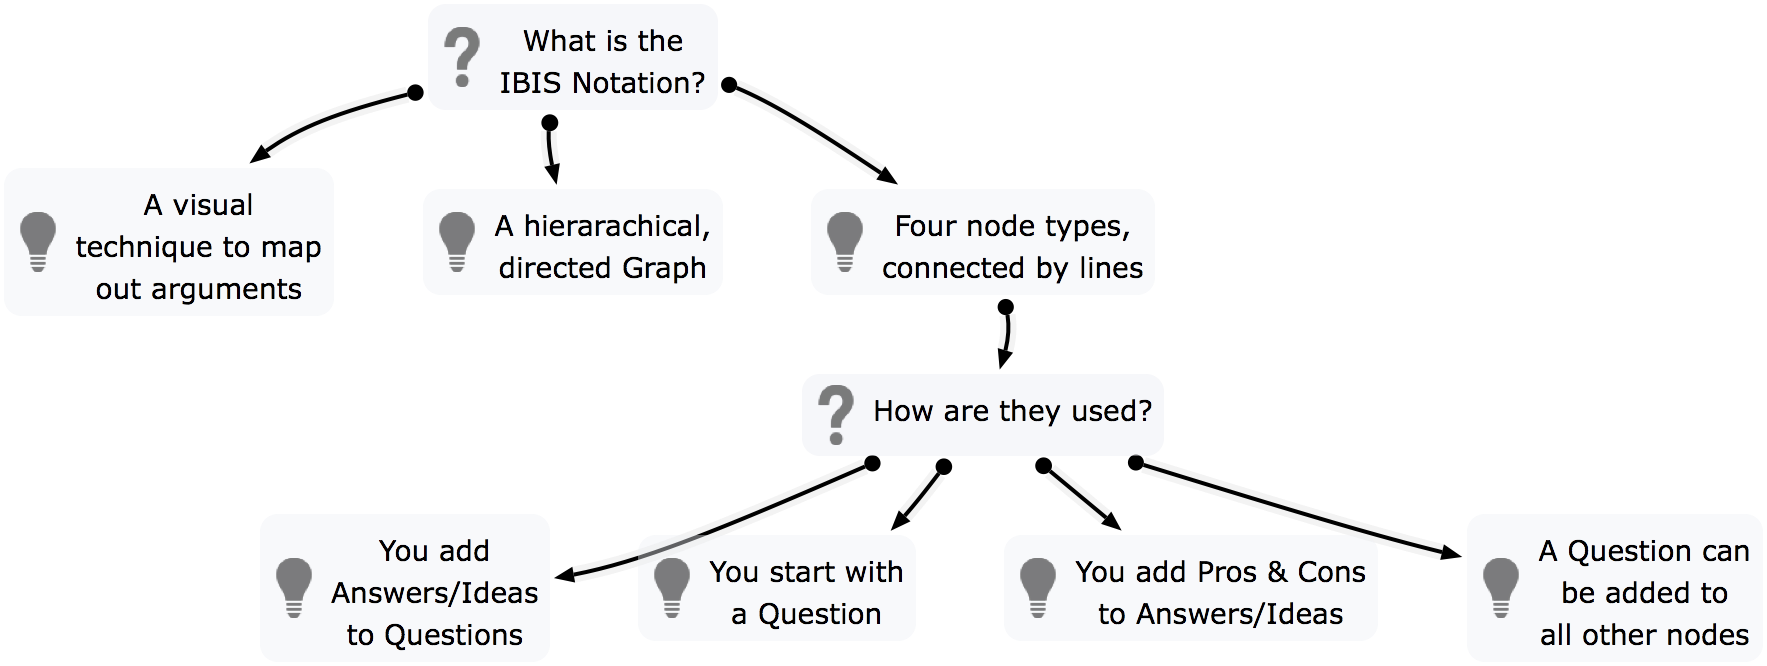 What is the
IBIS Notation?
A visual
technique to map
out arguments
A hierarachical,
directed Graph
Four node types,
connected by lines
How are they used?
You add
Answers/Ideas
to Questions
You start with
a Question
You add Pros & Cons
to Answers/Ideas
A Question can
be added to
all other nodes